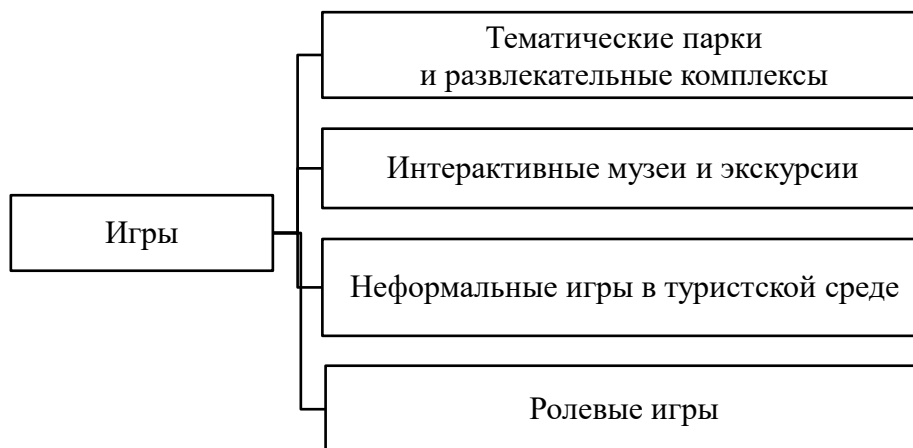 Тематические парки
и развлекательные комплексы
Интерактивные музеи и экскурсии
Игры
Неформальные игры в туристской среде
Ролевые игры